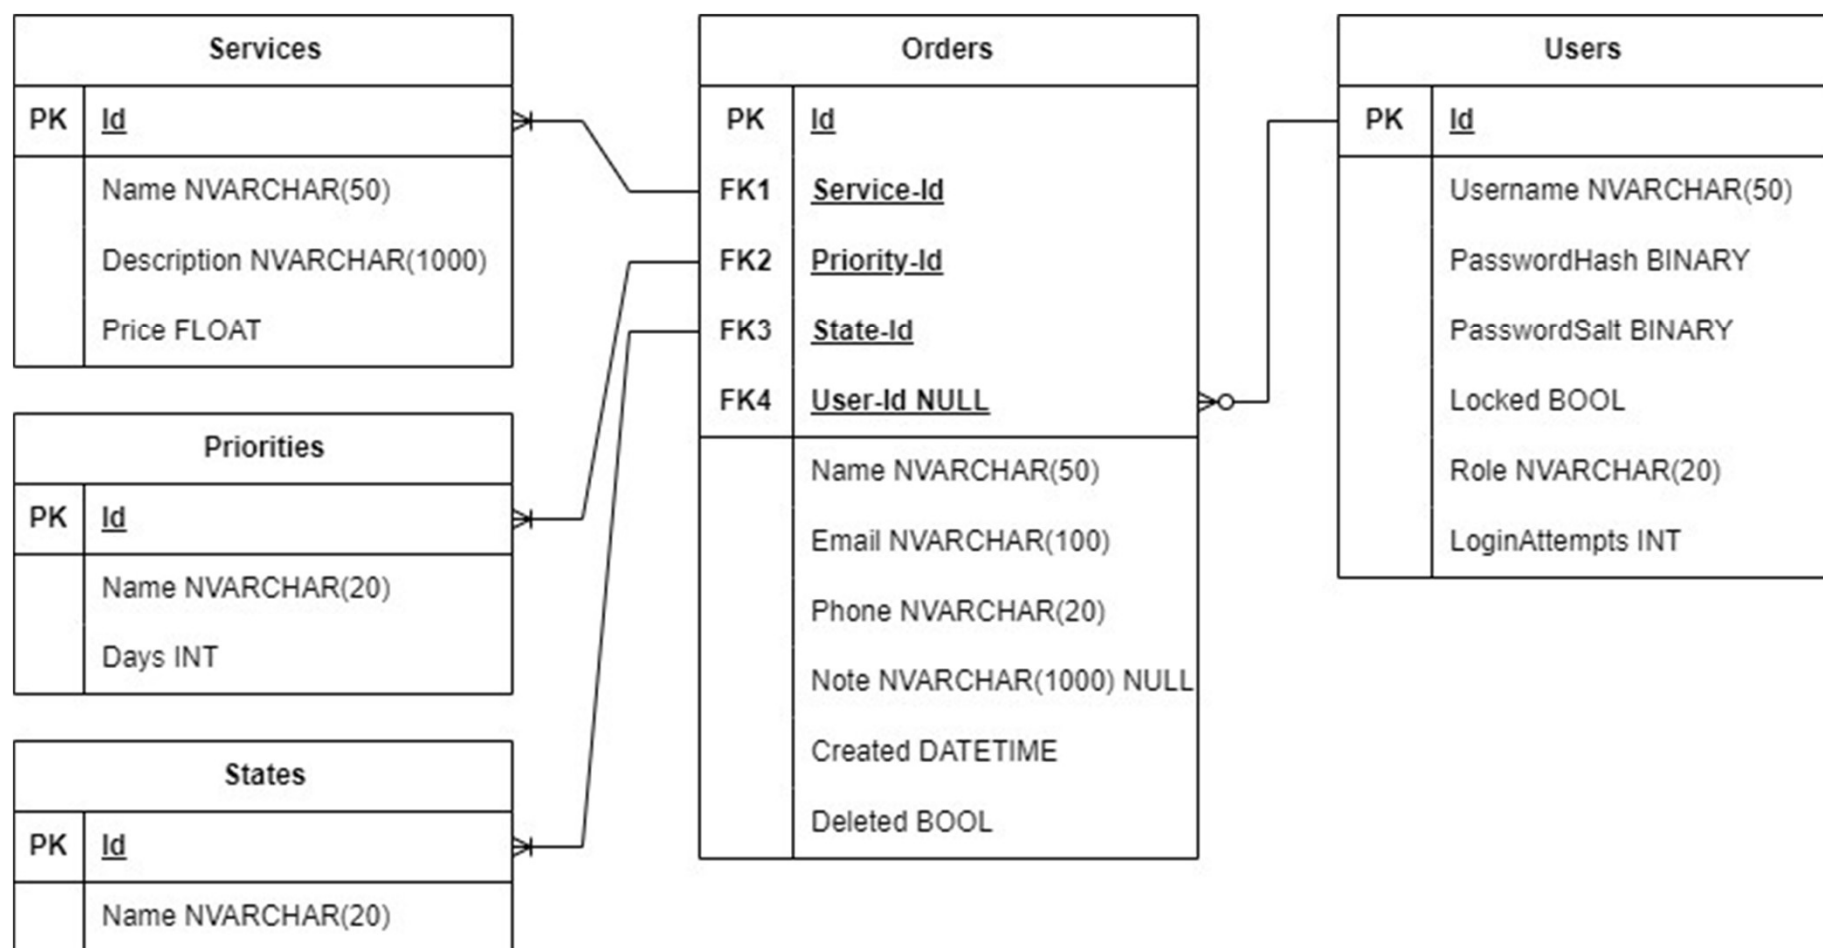 Services
PK Id
Name NVARCHAR(50)
Description NVARCHAR(1000)
Price FLOAT
Priorities
PK Id
Name NVARCHAR(20)
Days INT
States
PK Id
Name NVARCHAR(20)
Orders
PK Id
FK1 Service-Id
FK2 Priority-Id
FK3 State-Id
FK4 User-Id NULL
Name NVARCHAR(50)
Email NVARCHAR(100)
Phone NVARCHAR(20)
Note NVARCHAR(1000) NULL
Created DATETIME
Deleted BOOL
Users
PK Id
Username NVARCHAR(50)
PasswordHash BINARY
PasswordSalt BINARY
Locked BOOL
Role NVARCHAR(20)
LoginAttempts INT